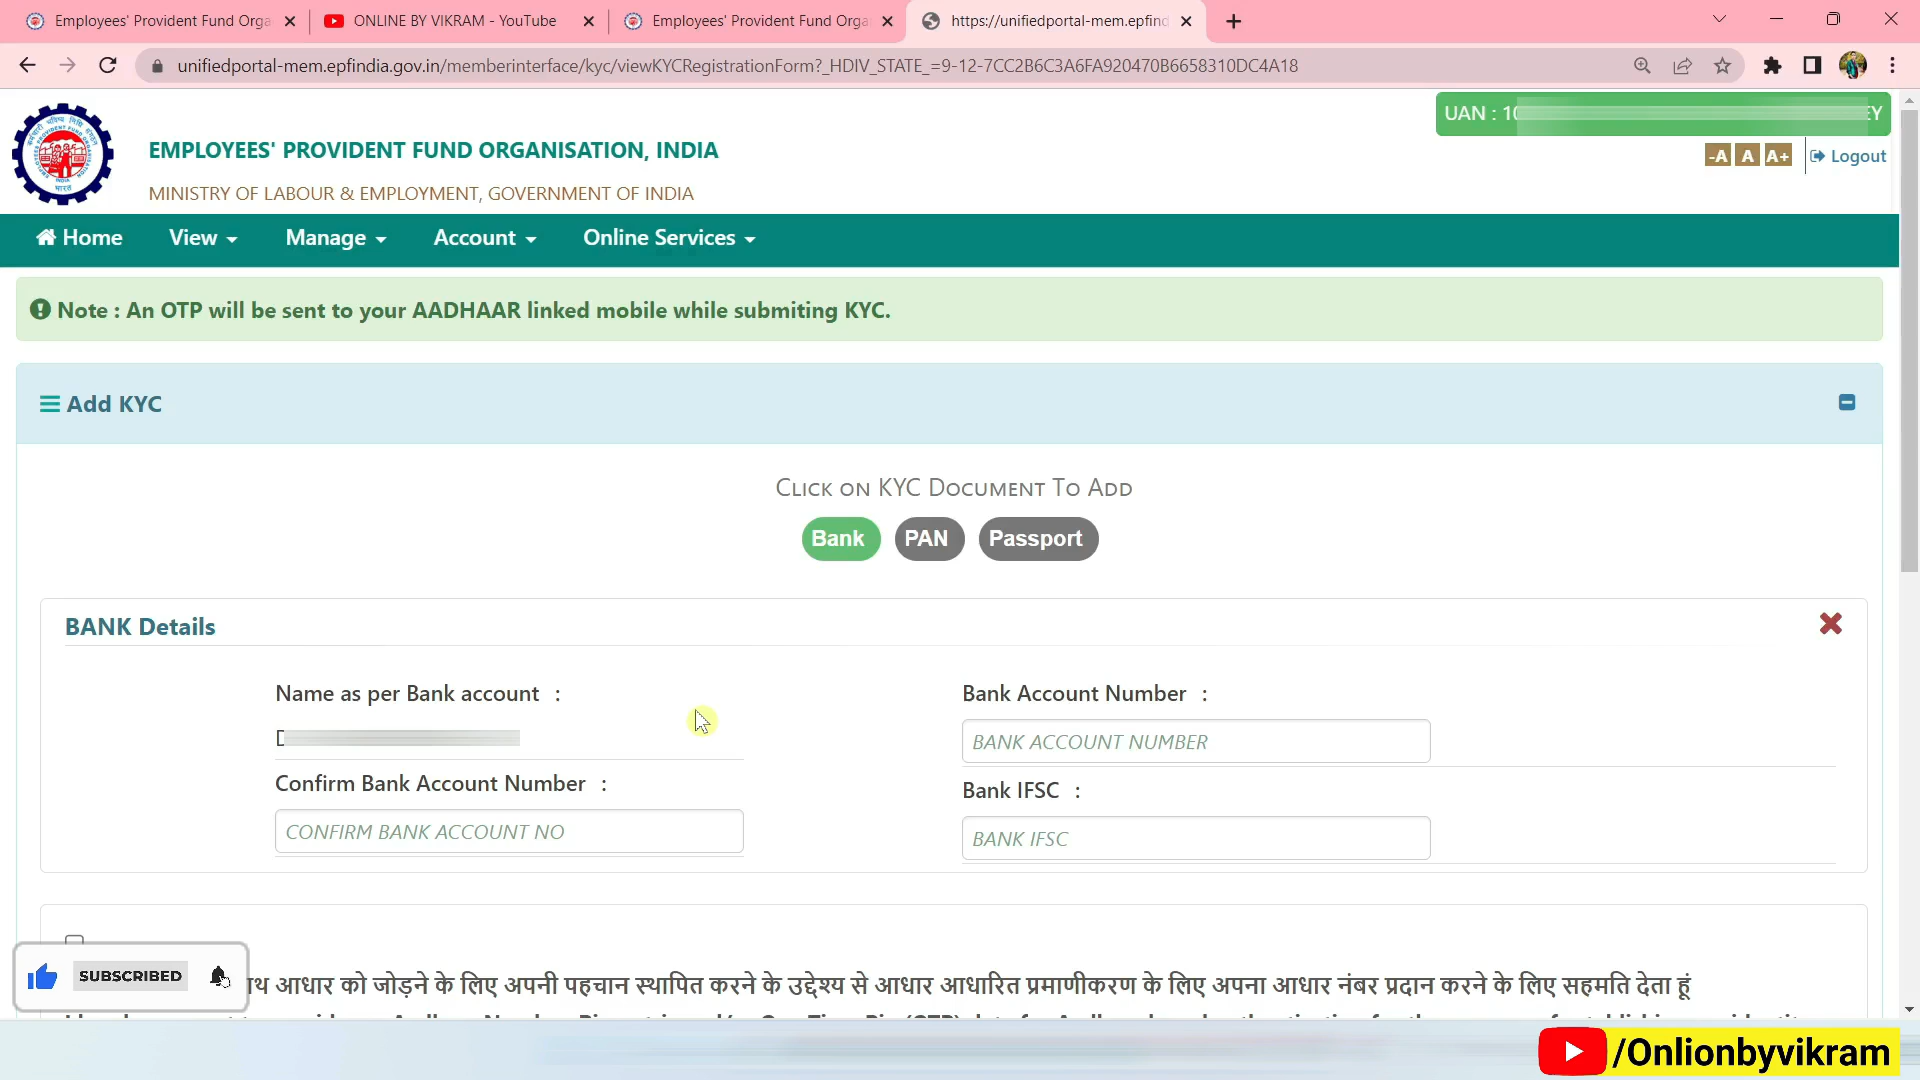 Employees' Provident Fund Orga
ONLINE BY VIKRAM - YouTube
Employees' Provident Fund Orga
https://unifiedportal-mem.epfind
unifiedportal-mem.epfindia.gov.in/memberinterface/kyc/viewKYCRegistrationForm?_HDIV_STATE_=9-12-7CC2B6C3A6FA920470B6658310DC4A18
UAN : 10 EY
EMPLOYEES' PROVIDENT FUND ORGANISATION, INDIA
-A A A+ Logout
MINISTRY OF LABOUR & EMPLOYMENT, GOVERNMENT OF INDIA
Home View Manage Account Online Services
Note : An OTP will be sent to your AADHAAR linked mobile while submiting KYC.
Add KYC
CLICK ON KYC DOCUMENT TO ADD
Bank PAN Passport
BANK Details
Name as per Bank account :
Bank Account Number :
BANK ACCOUNT NUMBER
Confirm Bank Account Number :
Bank IFSC :
CONFIRM BANK ACCOUNT NO
BANK IFSC
SUBSCRIBED
आधार को जोड़ने के लिए अपनी पहचान स्थापित करने के उद्देश्य से आधार आधारित प्रमाणीकरण के लिए अपना आधार नंबर प्रदान करने के लिए सहमति देता हूं
/Onlionbyvikram